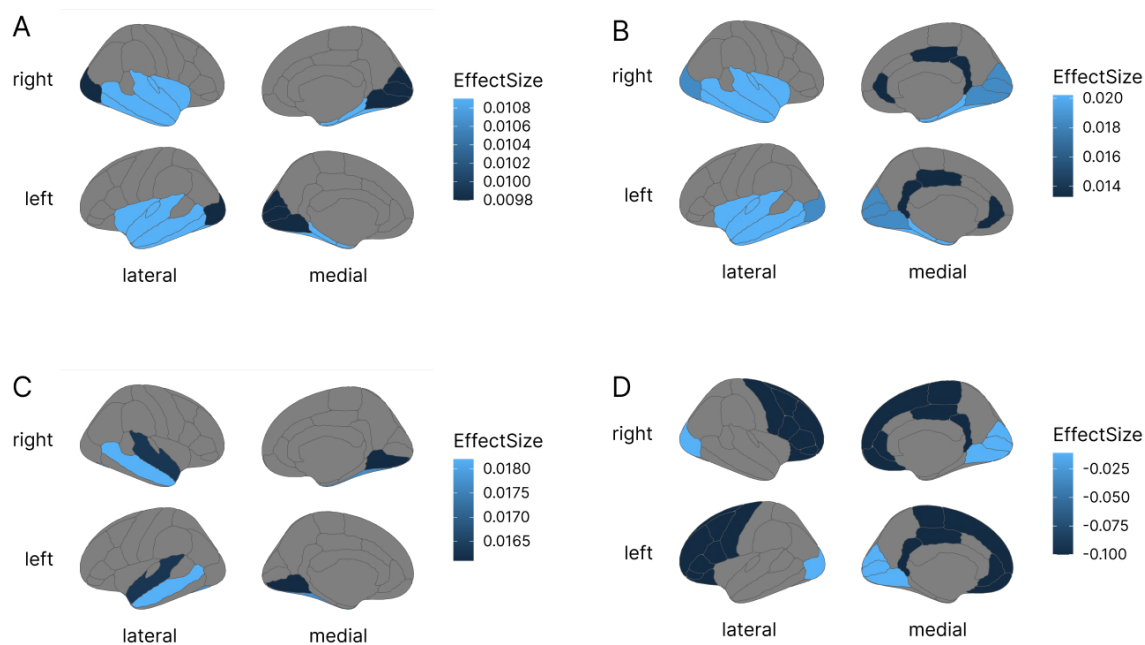 A
right
left
lateral medial
EffectSize
0.0108
0.0106
0.0104
0.0102
0.0100
0.0098
B
right
left
lateral medial
EffectSize
0.020
0.018
0.016
0.014
C
right
left
lateral medial
EffectSize
0.0180
0.0175
0.0170
0.0165
D
right
left
lateral medial
EffectSize
-0.025
-0.050
-0.075
-0.100